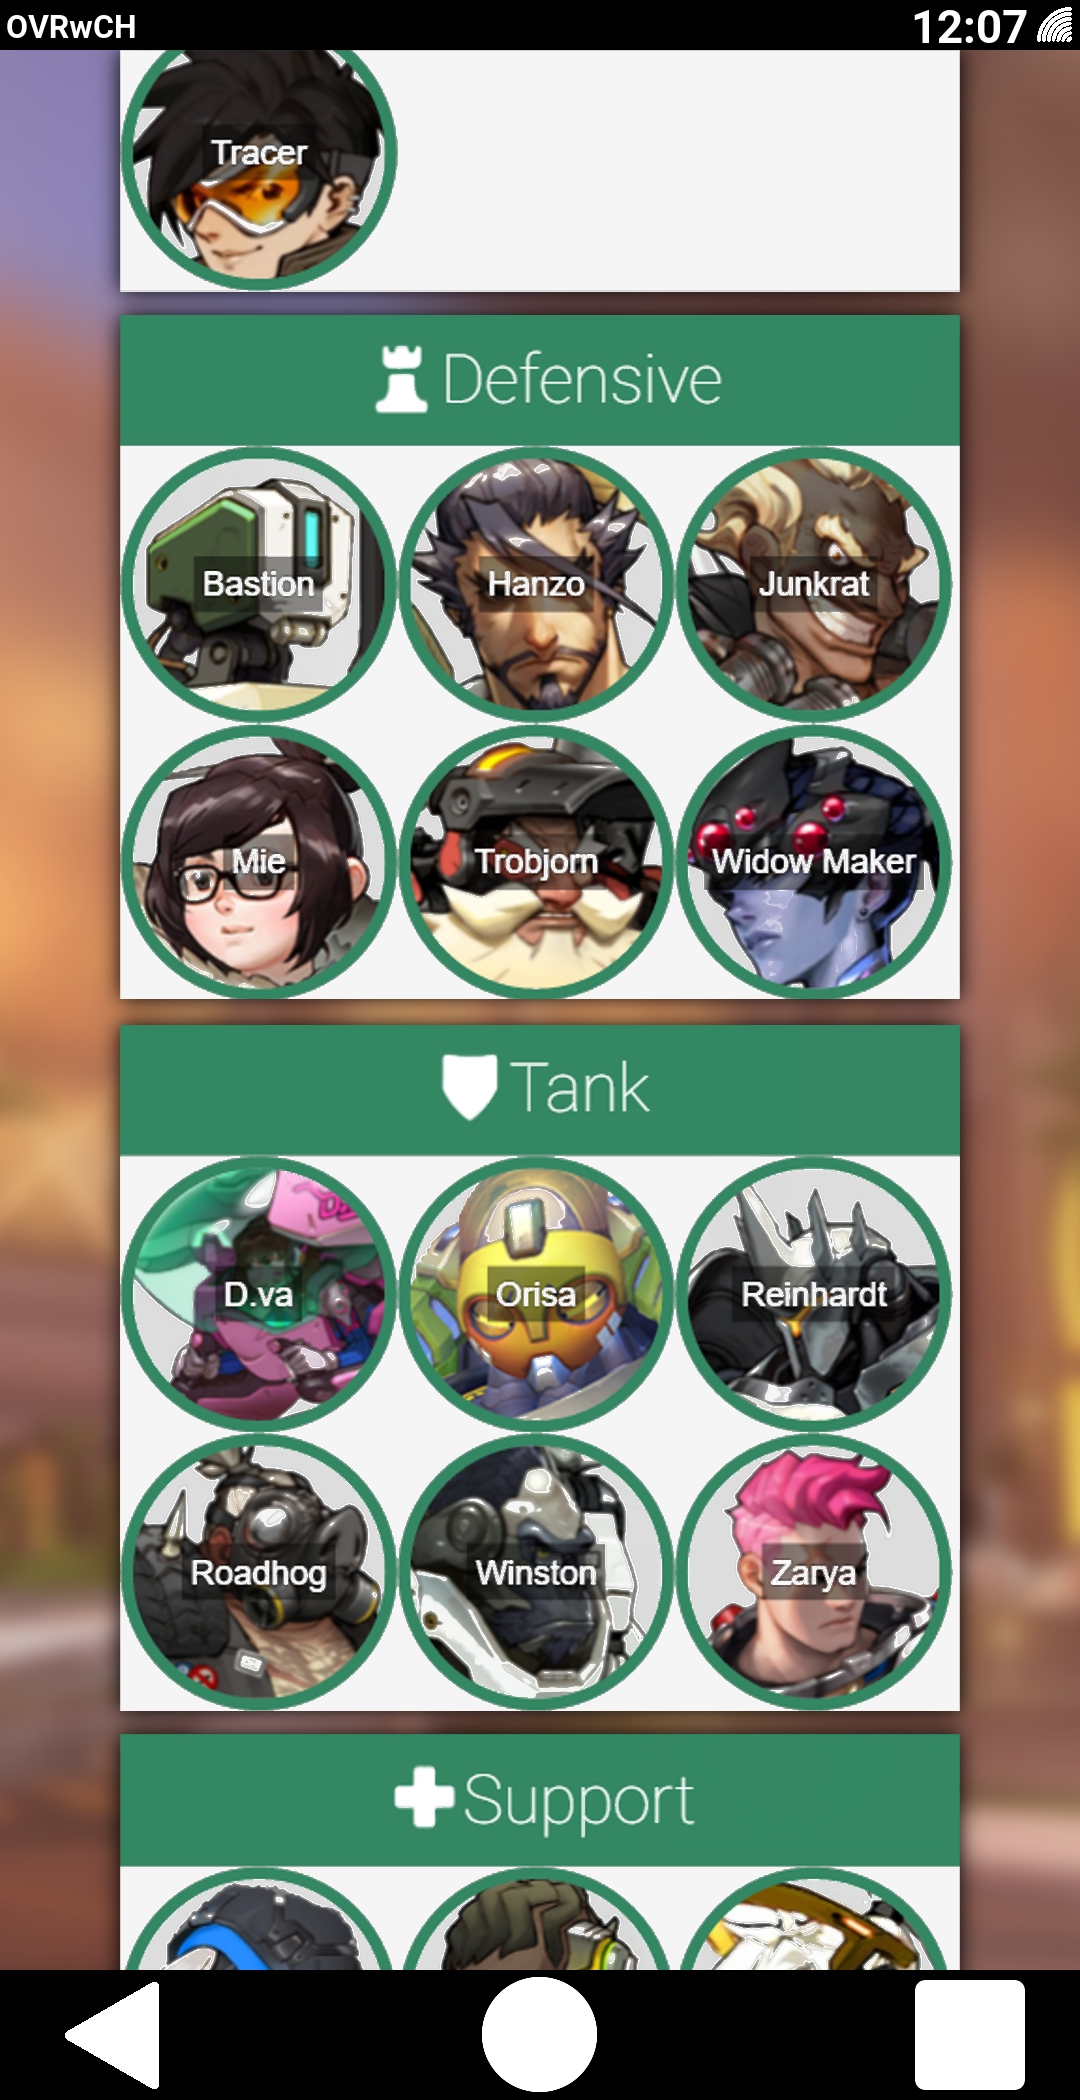 OVRwCH
12:07
Tracer
Defensive
Bastion
Hanzo
Junkrat
Mie
Trobjorn
Widow Maker
Tank
D.va
Orisa
Reinhardt
Roadhog
Winston
Zarya
Support